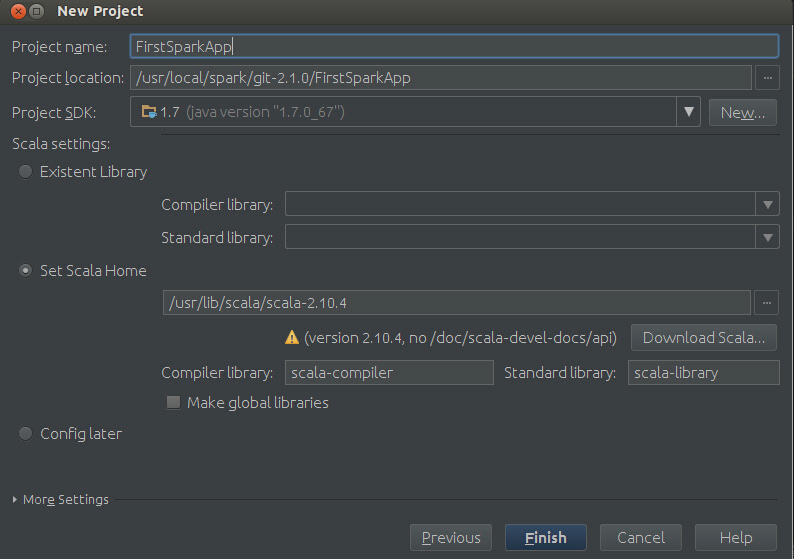 New Project
Project name: FirstSparkApp
Project location: /usr/local/spark/git-2.1.0/FirstSparkApp ...
Project SDK: 1.7 (java version "1.7.0_67") New...
Scala settings:
Existent Library
Compiler library:
Standard library:
Set Scala Home
/usr/lib/scala/scala-2.10.4 ...
(version 2.10.4, no /doc/scala-devel-docs/api) Download Scala...
Compiler library: scala-compiler Standard library: scala-library
Make global libraries
Config later
More Settings
Previous Finish Cancel Help